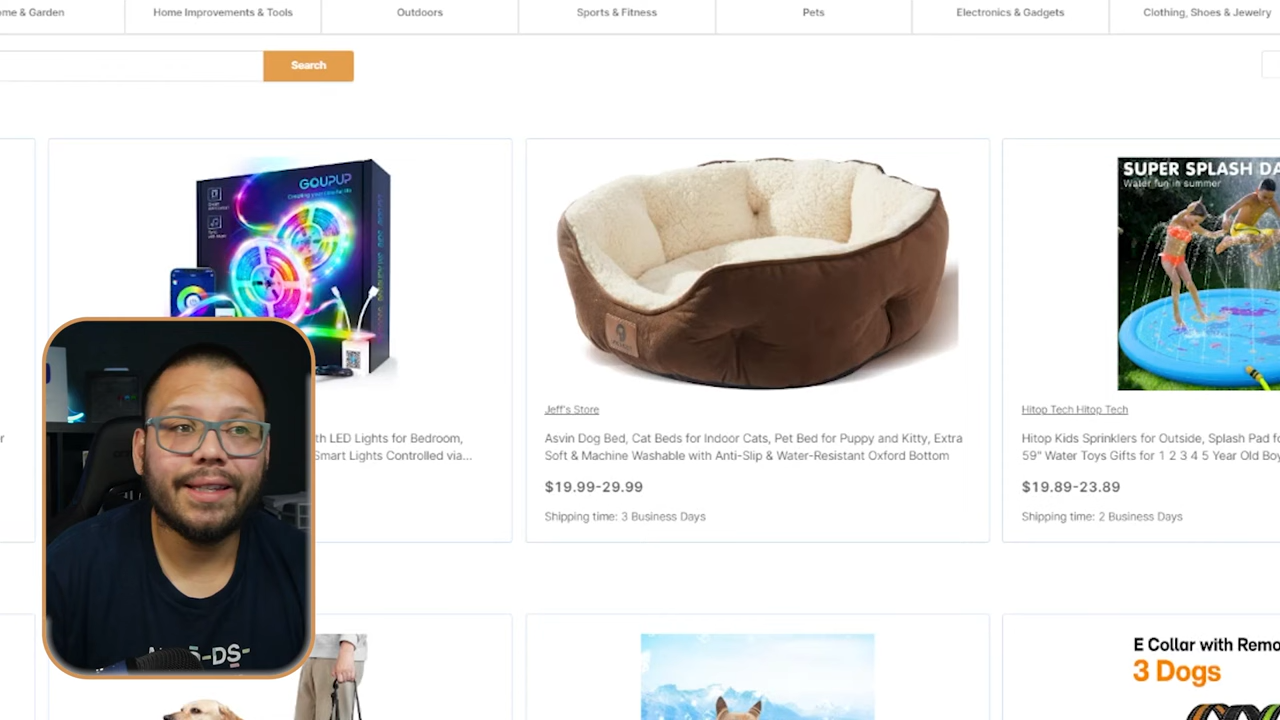 me & Garden
Home Improvements & Tools
Outdoors
Sports & Fitness
Pets
Electronics & Gadgets
Clothing, Shoes & Jewelry
Search
GOUPUP
SUPER SPLASH DA
Water fun in summer
Jeff's Store
Hitop Tech Hitop Tech
r
th LED Lights for Bedroom,
Smart Lights Controlled via...
Asvin Dog Bed, Cat Beds for Indoor Cats, Pet Bed for Puppy and Kitty, Extra
Soft & Machine Washable with Anti-Slip & Water-Resistant Oxford Bottom
Hitop Kids Sprinklers for Outside, Splash Pad fo
59" Water Toys Gifts for 1 2 3 4 5 Year Old Boy
$19.99-29.99
$19.89-23.89
Shipping time: 3 Business Days
Shipping time: 2 Business Days
-DS-
E Collar with Remo
3 Dogs